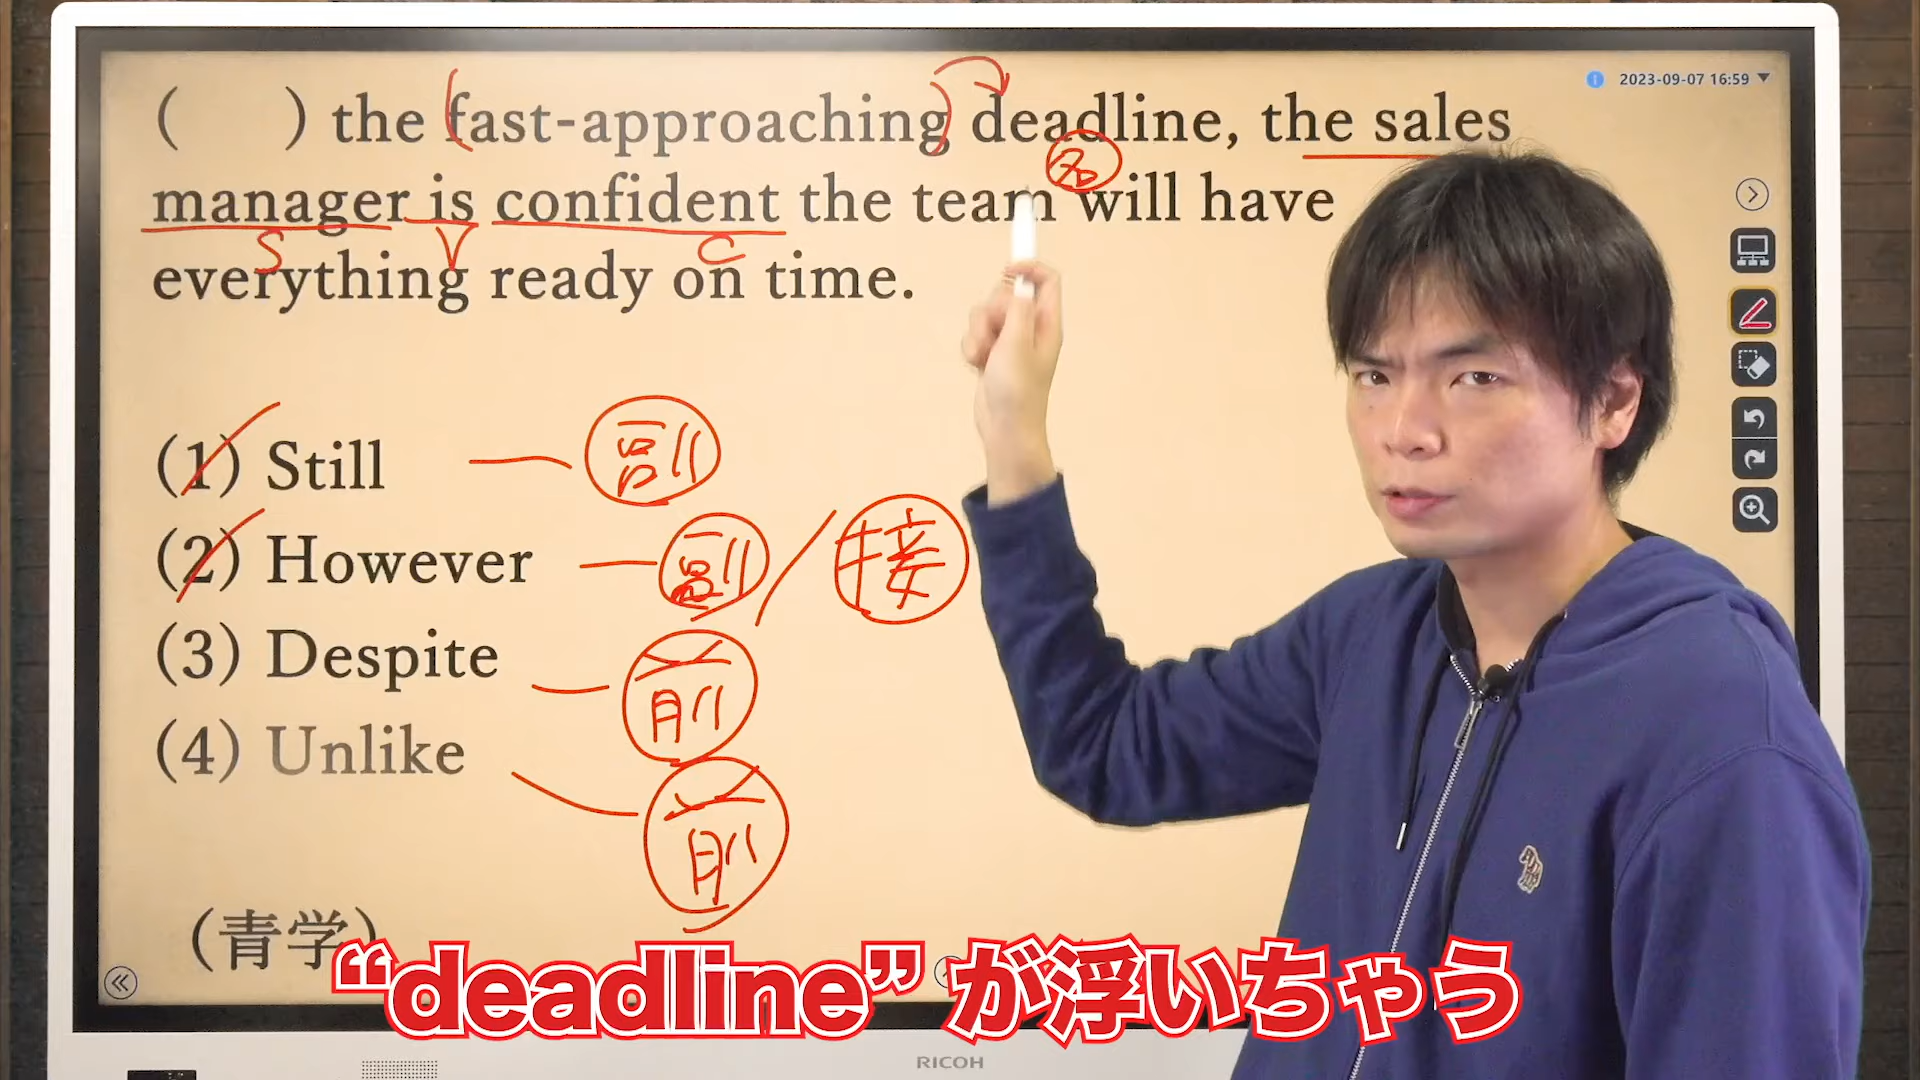 2023-09-07 16:59
( ) the fast-approaching deadline, the sales
名
manager is confident the team will have
S V C
everything ready on time.
(1) Still 副
(2) However 副 / 接
(3) Despite 前
(4) Unlike 前
(青学)
“deadline” が浮いちゃう
RICOH